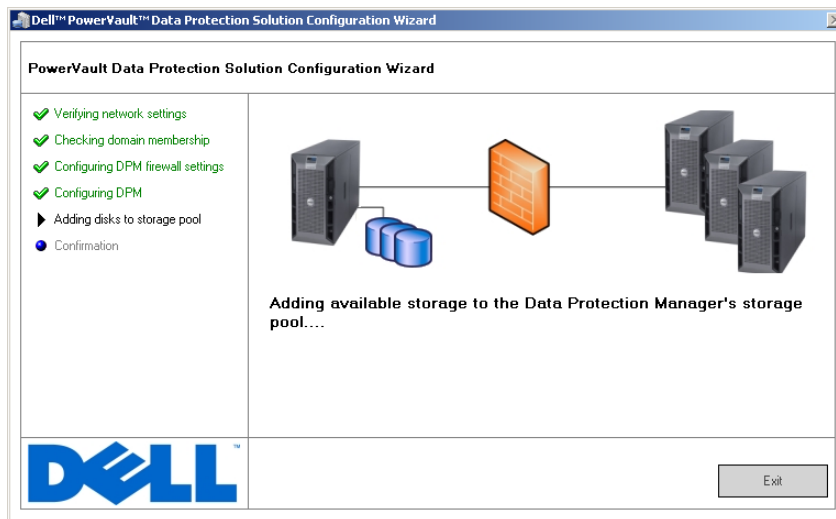 Dell™ PowerVault™ Data Protection Solution Configuration Wizard
PowerVault Data Protection Solution Configuration Wizard
Verifying network settings
Checking domain membership
Configuring DPM firewall settings
Configuring DPM
Adding disks to storage pool
Confirmation
Adding available storage to the Data Protection Manager's storage
pool....
DELL™
Exit